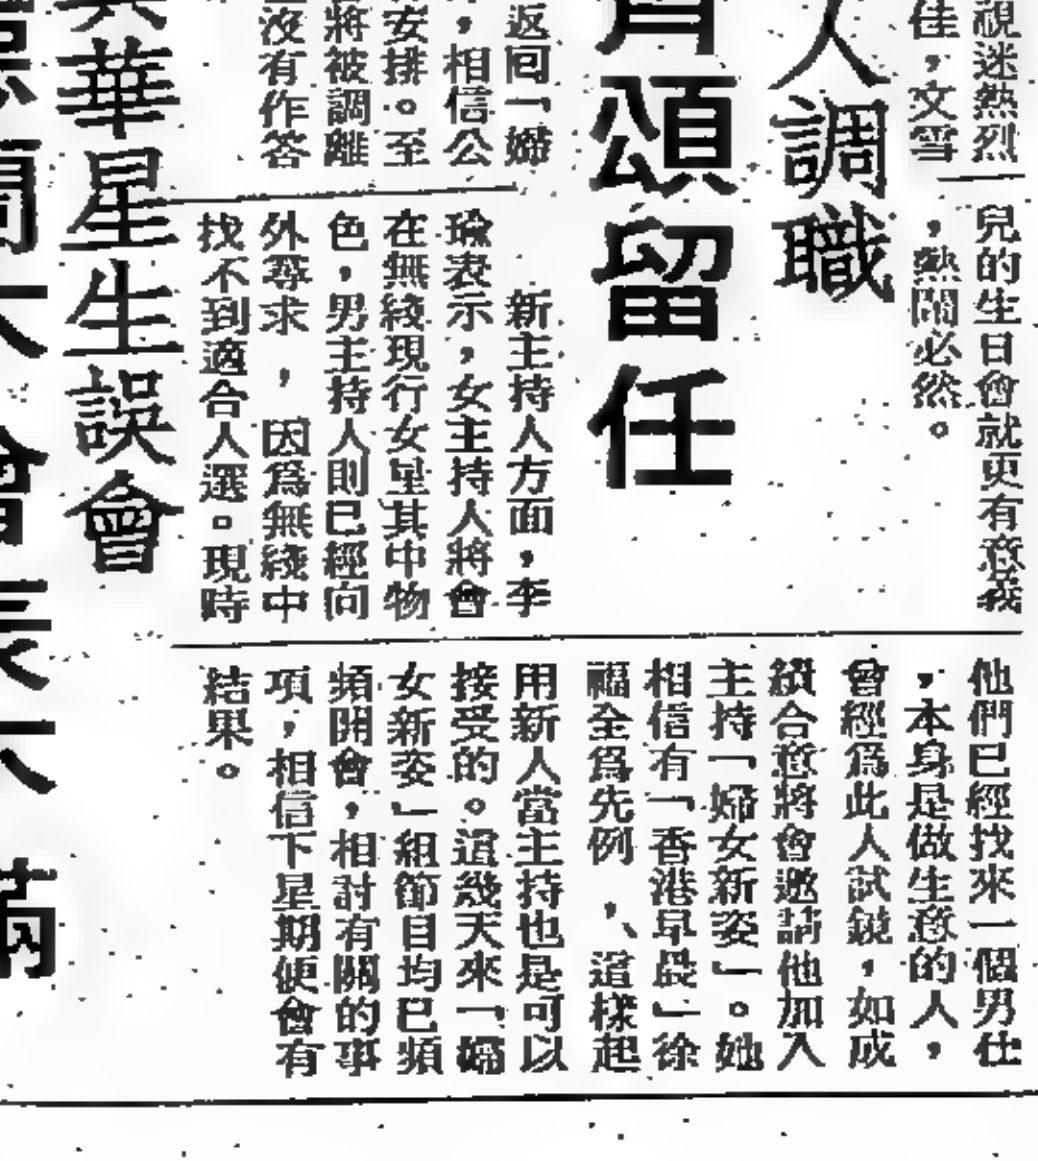 視迷熱烈
佳，文雪
兒的生日會就更有意義
，熱鬧必然。
人調職
頌留任
返回「婦
，相信公
安排。至
將被調離
沒有作答
新主持人方面，李
瑜表示，女主持人將會
在無綫現行女星其中物
色，男主持人則已經向
外尋求，因爲無綫中
找不到適合人選。現時
他們已經找來一個男仕
，本身是做生意的人，
曾經爲此人試鏡，如成
績合意將會邀請他加入
主持「婦女新姿」。她
相信有「香港早晨」徐
福全爲先例，、這樣起
用新人當主持也是可以
接受的。這幾天來「婦
女新姿」組節目均已頻
頻開會，相討有關的事
項，相信下星期便會有
結果。
華星生誤會